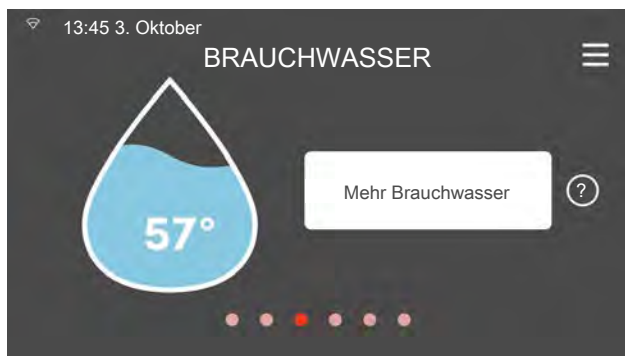 13:45 3. Oktober
BRAUCHWASSER
Mehr Brauchwasser
?
57°